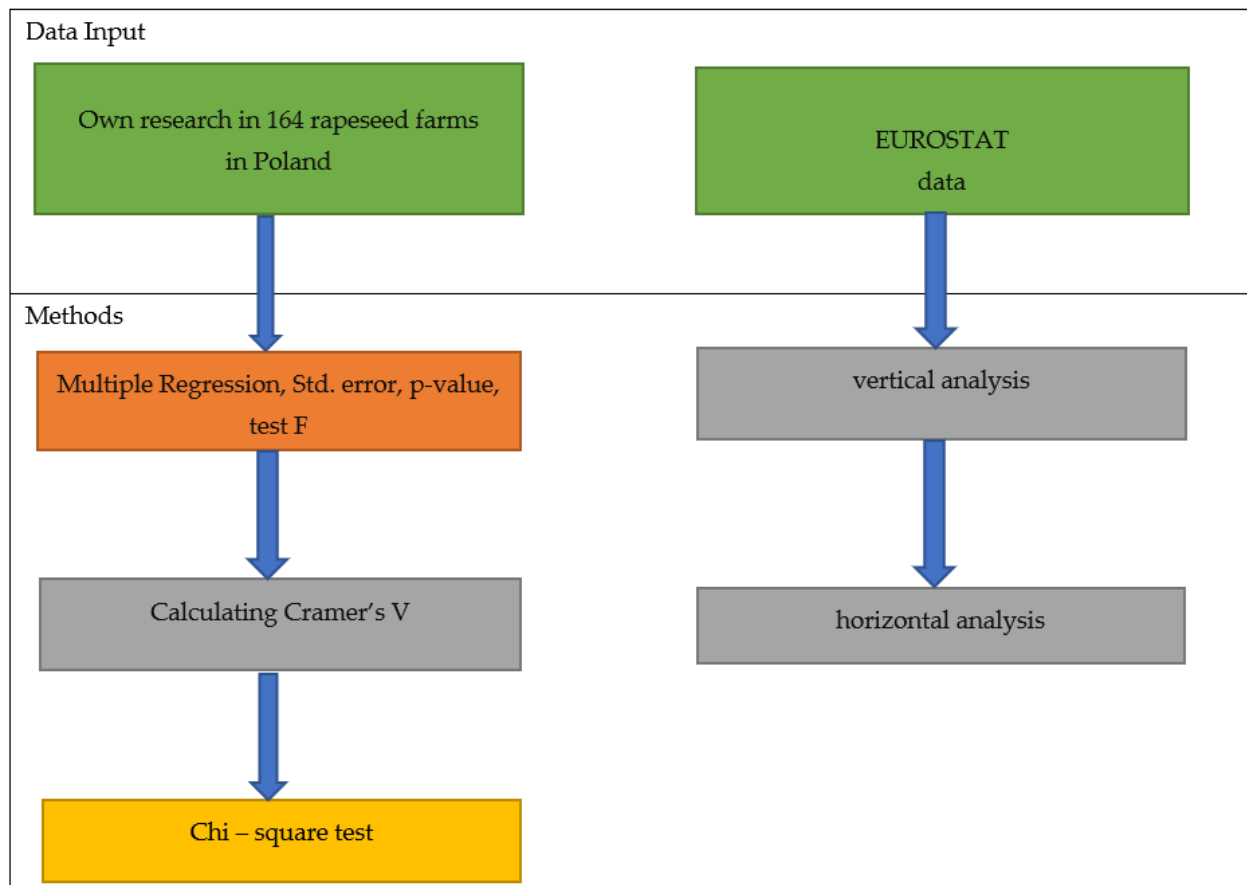 Data Input
Own research in 164 rapeseed farms
in Poland
EUROSTAT
data
Methods
Multiple Regression, Std. error, p-value,
test F
vertical analysis
Calculating Cramer’s V
horizontal analysis
Chi – square test